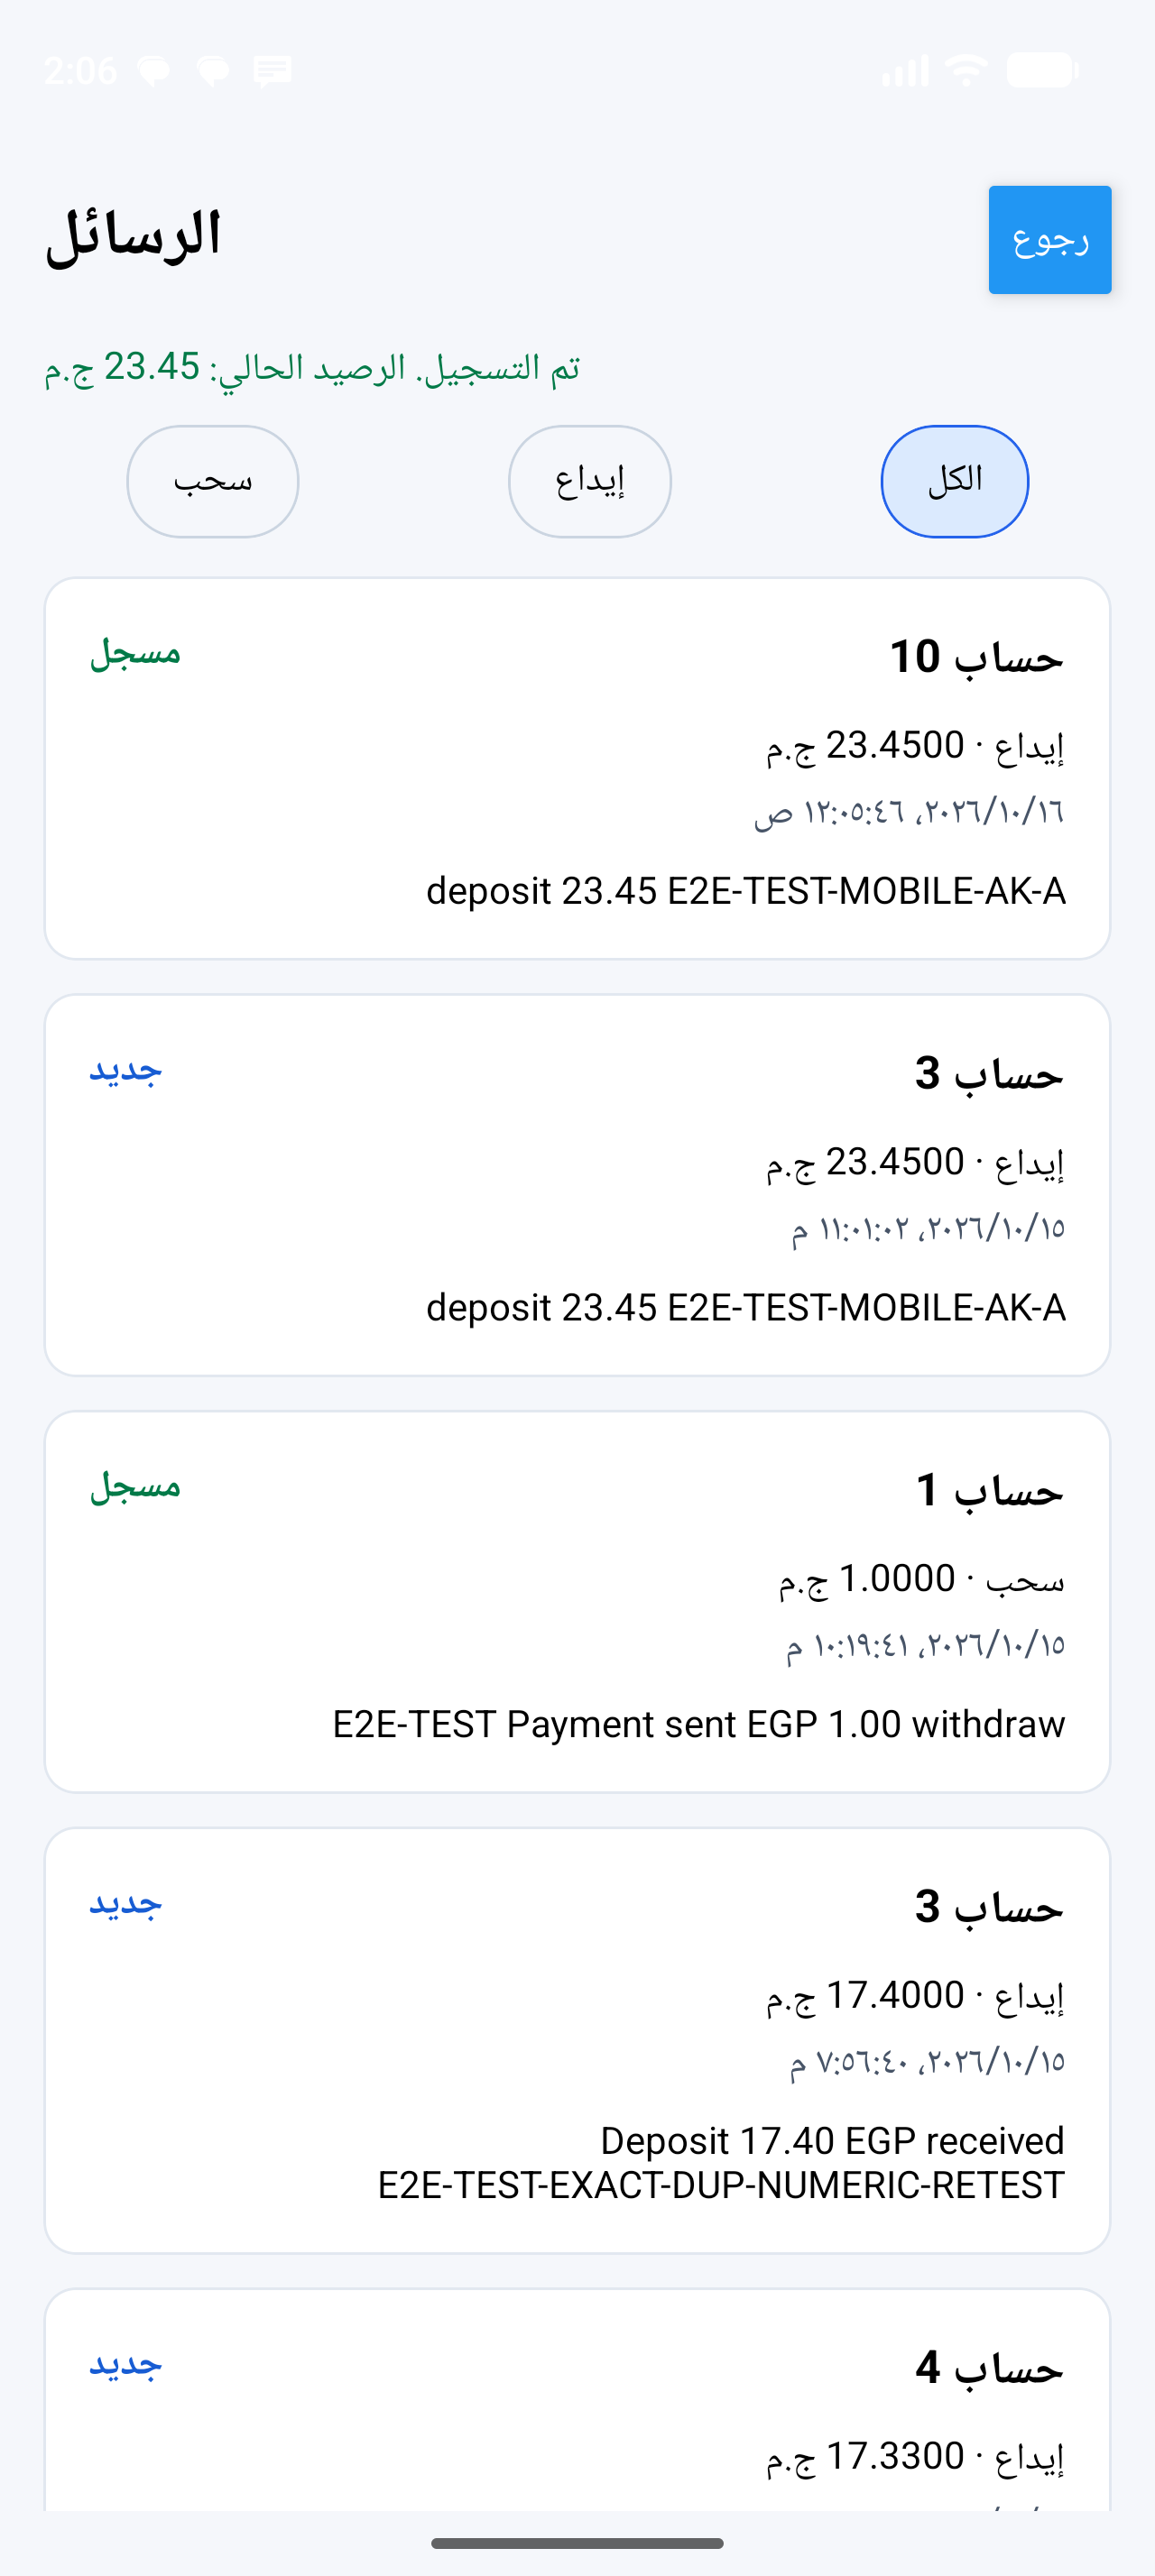 2:06
رجوع
الرسائل
تم التسجيل. الرصيد الحالي: 23.45 ج.م
الكل
إيداع
سحب
حساب 10
مسجل
إيداع · 23.4500 ج.م
١٦‏/١٠‏/٢٠٢٦، ١٢:٠٥:٤٦ ص
deposit 23.45 E2E-TEST-MOBILE-AK-A
حساب 3
جديد
إيداع · 23.4500 ج.م
١٥‏/١٠‏/٢٠٢٦، ١١:٠١:٠٢ م
deposit 23.45 E2E-TEST-MOBILE-AK-A
حساب 1
مسجل
سحب · 1.0000 ج.م
١٥‏/١٠‏/٢٠٢٦، ١٠:١٩:٤١ م
E2E-TEST Payment sent EGP 1.00 withdraw
حساب 3
جديد
إيداع · 17.4000 ج.م
١٥‏/١٠‏/٢٠٢٦، ٧:٥٦:٤٠ م
Deposit 17.40 EGP received
E2E-TEST-EXACT-DUP-NUMERIC-RETEST
حساب 4
جديد
إيداع · 17.3300 ج.م